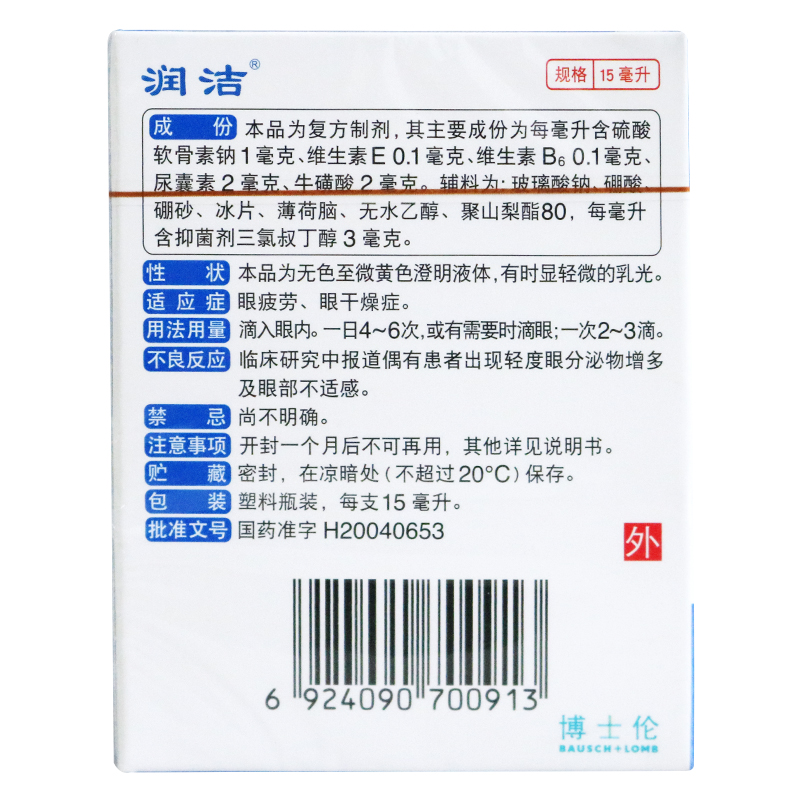 润洁®
规格 15毫升
成份 本品为复方制剂，其主要成份为每毫升含硫酸
软骨素钠1毫克、维生素E 0.1毫克、维生素B₆ 0.1毫克、
尿囊素2毫克、牛磺酸2毫克。辅料为：玻璃酸钠、硼酸、
硼砂、冰片、薄荷脑、无水乙醇、聚山梨酯80，每毫升
含抑菌剂三氯叔丁醇3毫克。
性状 本品为无色至微黄色澄明液体，有时显轻微的乳光。
适应症 眼疲劳、眼干燥症。
用法用量 滴入眼内。一日4~6次，或有需要时滴眼；一次2~3滴。
不良反应 临床研究中报道偶有患者出现轻度眼分泌物增多
及眼部不适感。
禁忌 尚不明确。
注意事项 开封一个月后不可再用，其他详见说明书。
贮藏 密封，在凉暗处（不超过20°C）保存。
包装 塑料瓶装，每支15毫升。
批准文号 国药准字 H20040653
外
6 924090 700913
博士伦
BAUSCH+LOMB